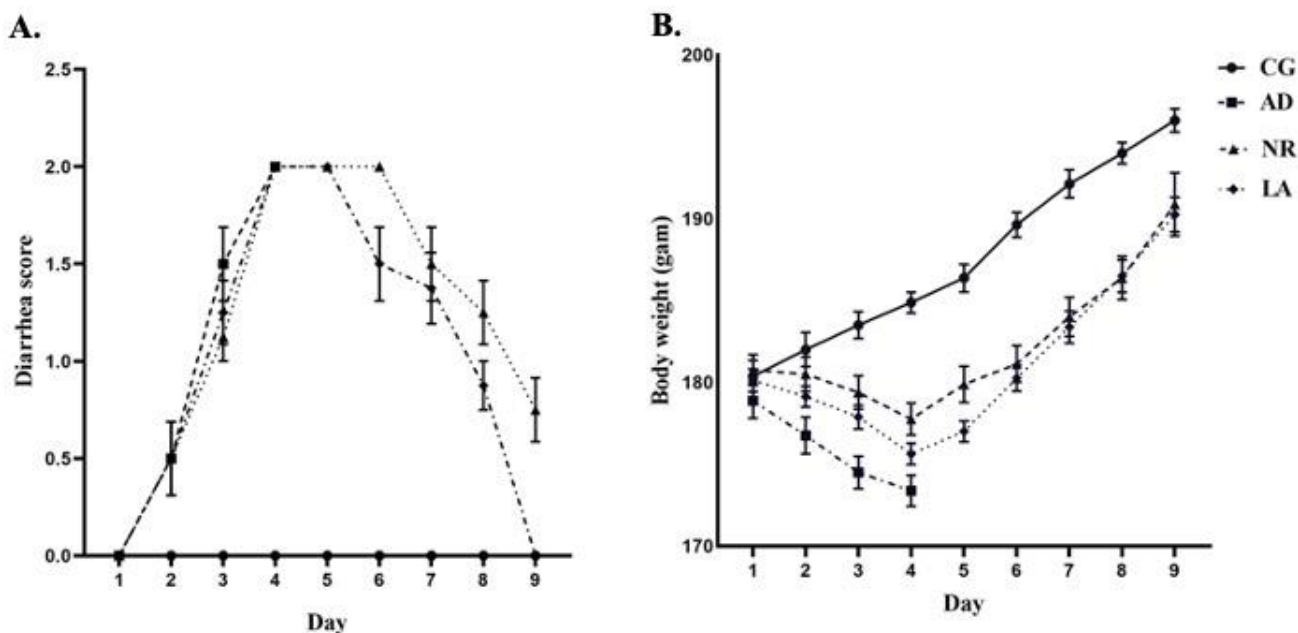 A.
2.5
2.0
1.5
1.0
0.5
0.0
Diarrhea score
1 2 3 4 5 6 7 8 9
Day
B.
200
190
180
170
Body weight (gam)
1 2 3 4 5 6 7 8 9
Day
CG
AD
NR
LA